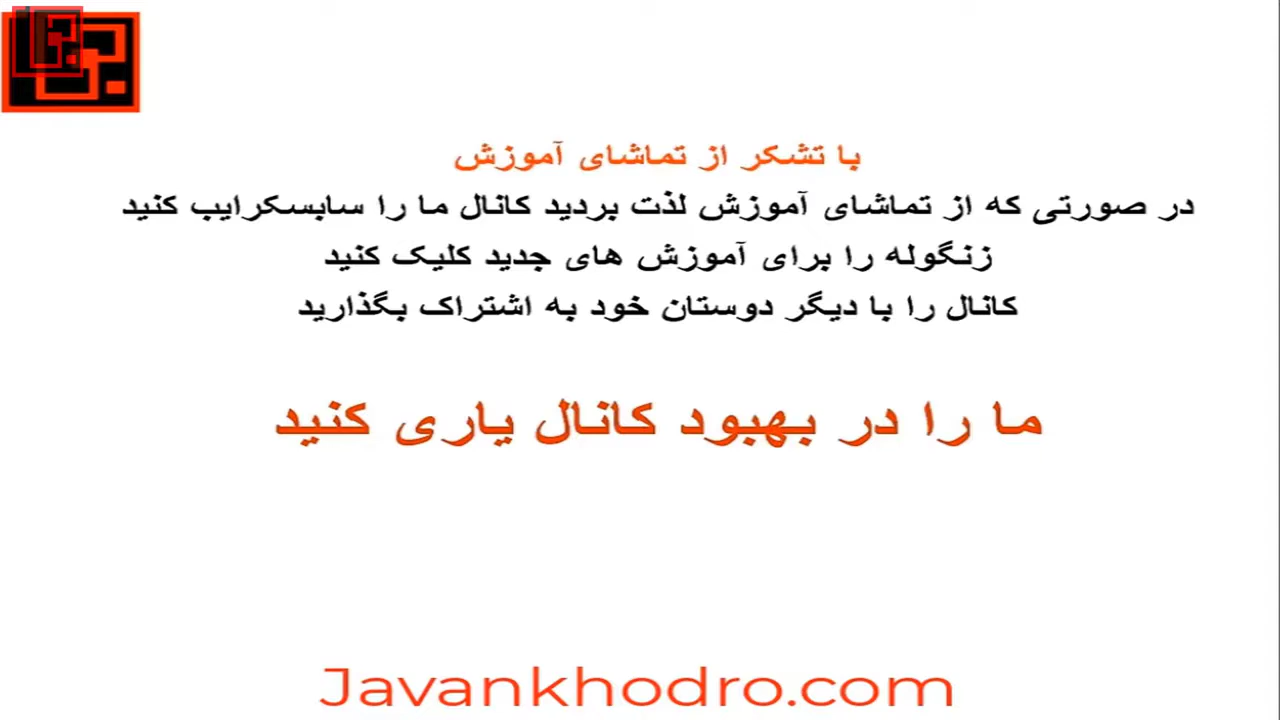 با تشکر از تماشای آموزش
در صورتی که از تماشای آموزش لذت بردید کانال ما را سابسکرایب کنید
زنگوله را برای آموزش های جدید کلیک کنید
کانال را با دیگر دوستان خود به اشتراک بگذارید
ما را در بهبود کانال یاری کنید
Javankhodro.com